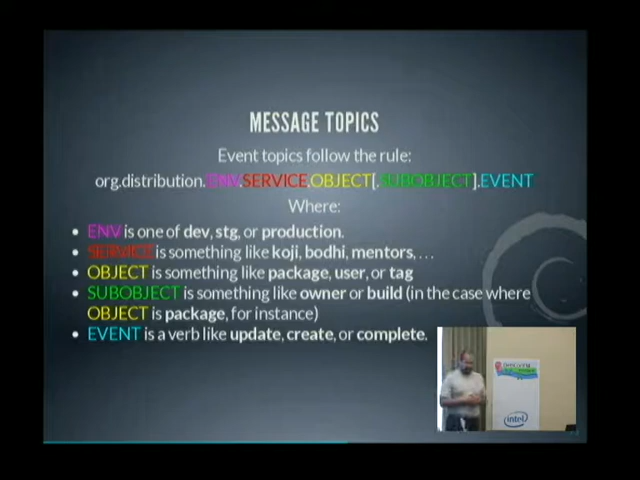 MESSAGE TOPICS
Event topics follow the rule:
org.distribution.ENV.SERVICE.OBJECT[.SUBOBJECT].EVENT
Where:
• ENV is one of dev, stg, or production.
• SERVICE is something like koji, bodhi, mentors, …
• OBJECT is something like package, user, or tag
• SUBOBJECT is something like owner or build (in the case where
OBJECT is package, for instance)
• EVENT is a verb like update, create, or complete.
intel